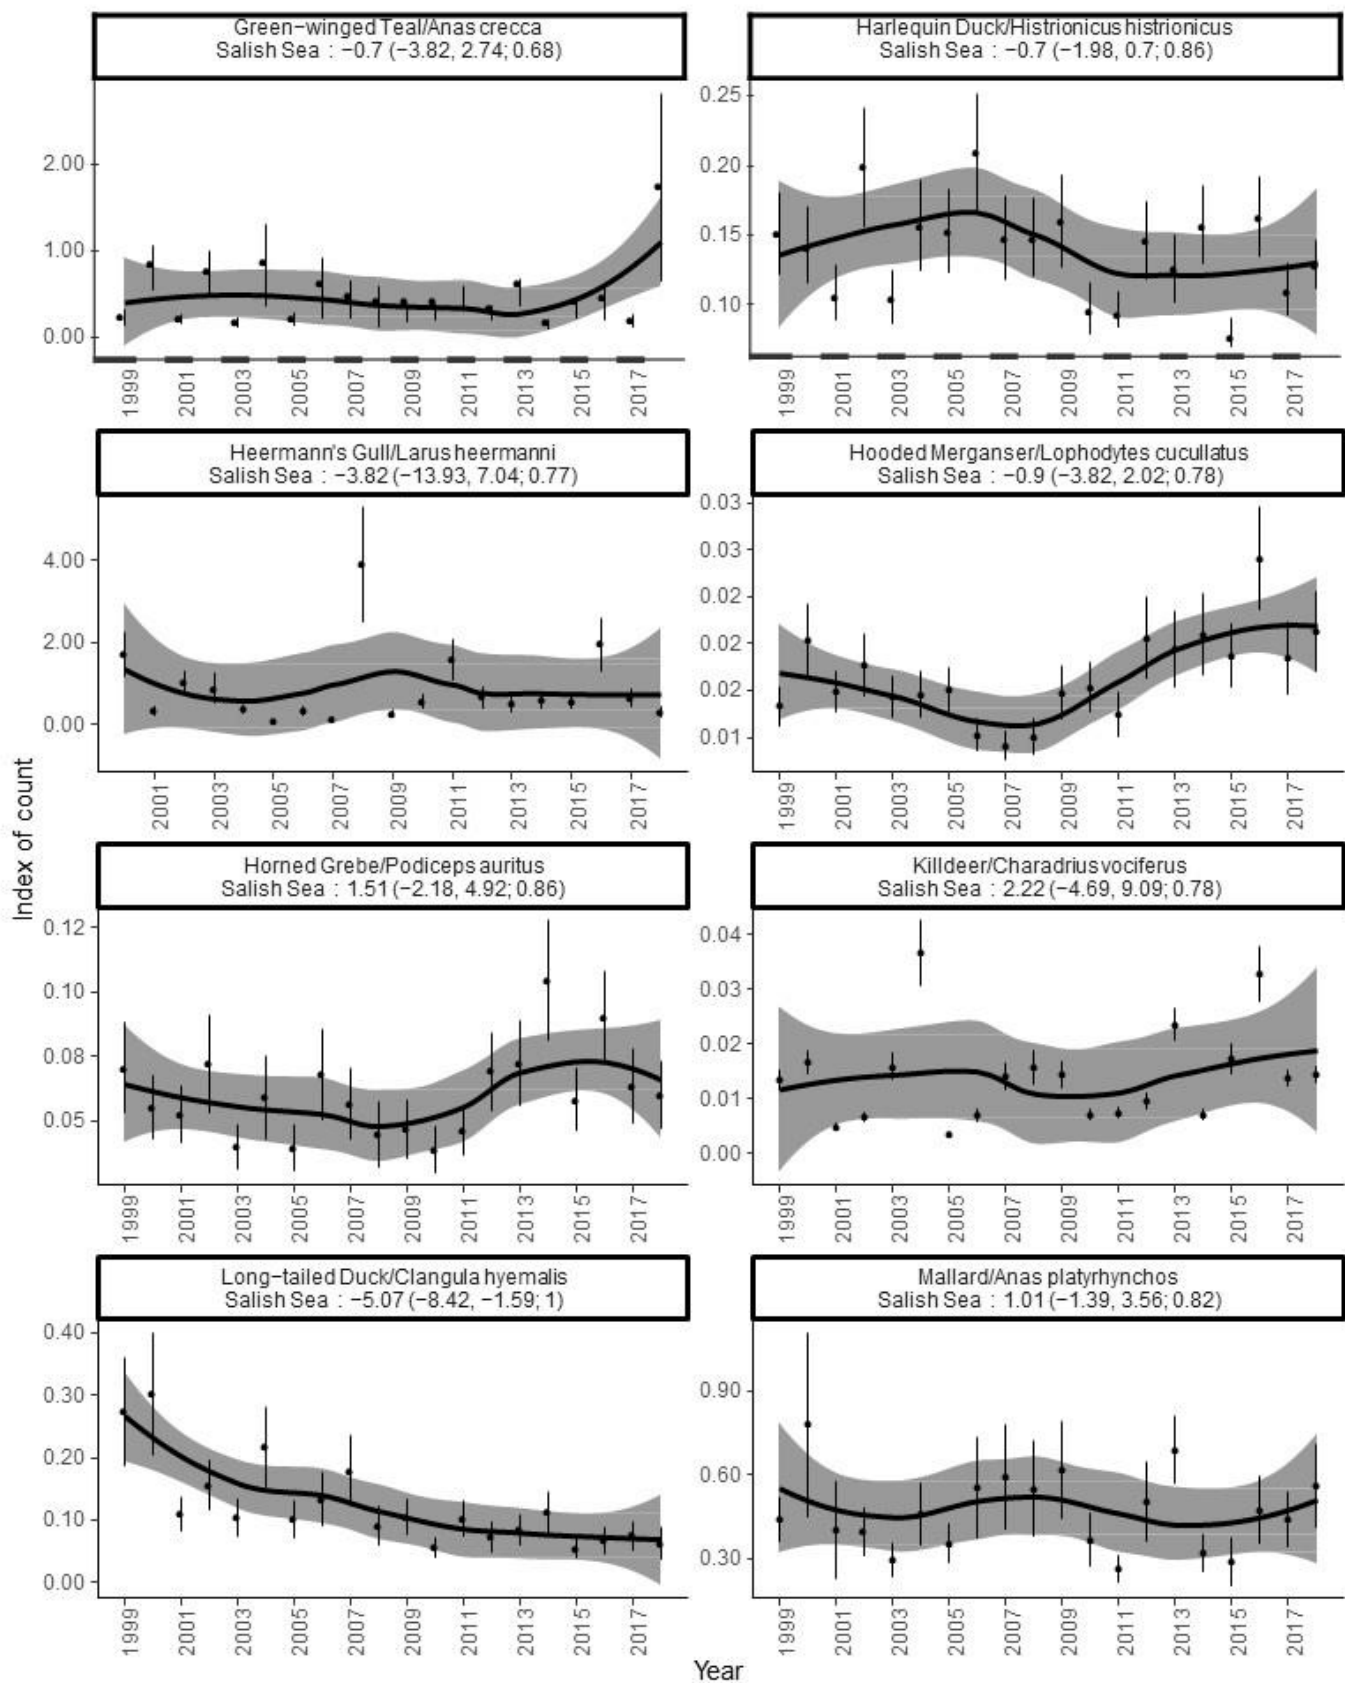 Green−winged Teal/Anas crecca
Salish Sea : −0.7 (−3.82, 2.74; 0.68)
2.00
1.00
0.00
1999 2001 2003 2005 2007 2009 2011 2013 2015 2017
Harlequin Duck/Histrionicus histrionicus
Salish Sea : −0.7 (−1.98, 0.7; 0.86)
0.25
0.20
0.15
0.10
1999 2001 2003 2005 2007 2009 2011 2013 2015 2017
Heermann's Gull/Larus heermanni
Salish Sea : −3.82 (−13.93, 7.04; 0.77)
4.00
2.00
0.00
2001 2003 2005 2007 2009 2011 2013 2015 2017
Hooded Merganser/Lophodytes cucullatus
Salish Sea : −0.9 (−3.82, 2.02; 0.78)
0.03
0.03
0.02
0.02
0.02
0.01
1999 2001 2003 2005 2007 2009 2011 2013 2015 2017
Index of count
Horned Grebe/Podiceps auritus
Salish Sea : 1.51 (−2.18, 4.92; 0.86)
0.12
0.10
0.08
0.05
1999 2001 2003 2005 2007 2009 2011 2013 2015 2017
Killdeer/Charadrius vociferus
Salish Sea : 2.22 (−4.69, 9.09; 0.78)
0.04
0.03
0.02
0.01
0.00
1999 2001 2003 2005 2007 2009 2011 2013 2015 2017
Long−tailed Duck/Clangula hyemalis
Salish Sea : −5.07 (−8.42, −1.59; 1)
0.40
0.30
0.20
0.10
0.00
1999 2001 2003 2005 2007 2009 2011 2013 2015 2017
Mallard/Anas platyrhynchos
Salish Sea : 1.01 (−1.39, 3.56; 0.82)
0.90
0.60
0.30
1999 2001 2003 2005 2007 2009 2011 2013 2015 2017
Year